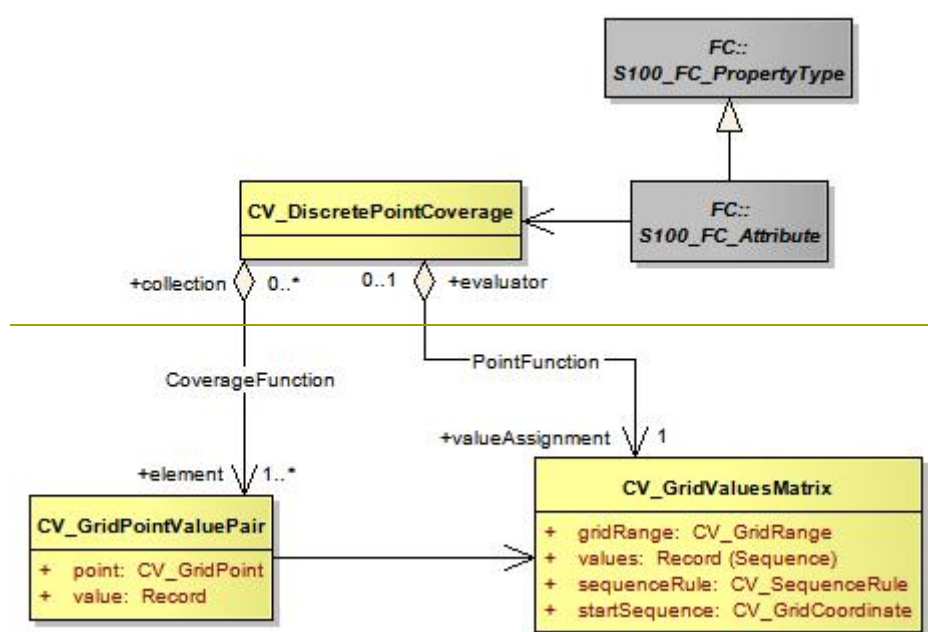 FC::
S100_FC_PropertyType
CV_DiscretePointCoverage
FC::
S100_FC_Attribute
+collection
0..*
0..1
+evaluator
CoverageFunction
PointFunction
+valueAssignment
1
+element
1..*
CV_GridPointValuePair
+ point: CV_GridPoint
+ value: Record
CV_GridValuesMatrix
+ gridRange: CV_GridRange
+ values: Record (Sequence)
+ sequenceRule: CV_SequenceRule
+ startSequence: CV_GridCoordinate